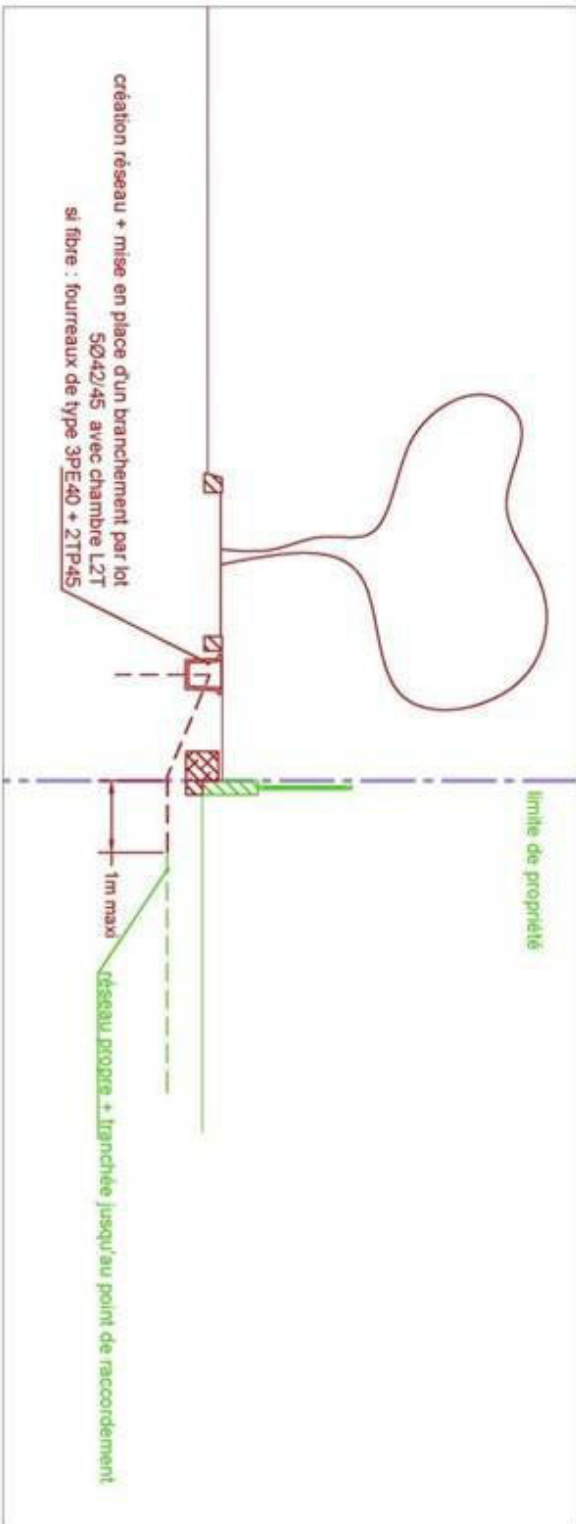 création réseau + mise en place d'un branchement par lot
5Ø42/45 avec chambre L2T
si fibre : fourreaux de type 3PE40 + 2TP45
limite de propriété
1m maxi
réseau propre + tranchée jusqu'au point de raccordement